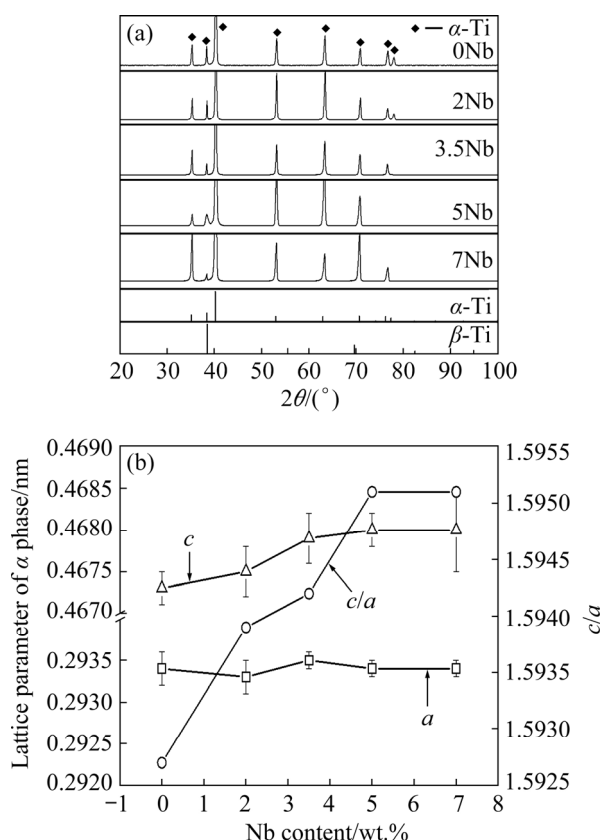 (a)
◆ — α-Ti
0Nb
2Nb
3.5Nb
5Nb
7Nb
α-Ti
β-Ti
20 30 40 50 60 70 80 90 100
2θ/(°)
(b)
Lattice parameter of α phase/nm
0.4690
0.4685
0.4680
0.4675
0.4670
0.2935
0.2930
0.2925
0.2920
c
c/a
a
1.5955
1.5950
1.5945
1.5940
1.5935
1.5930
1.5925
c/a
−1 0 1 2 3 4 5 6 7 8
Nb content/wt.%